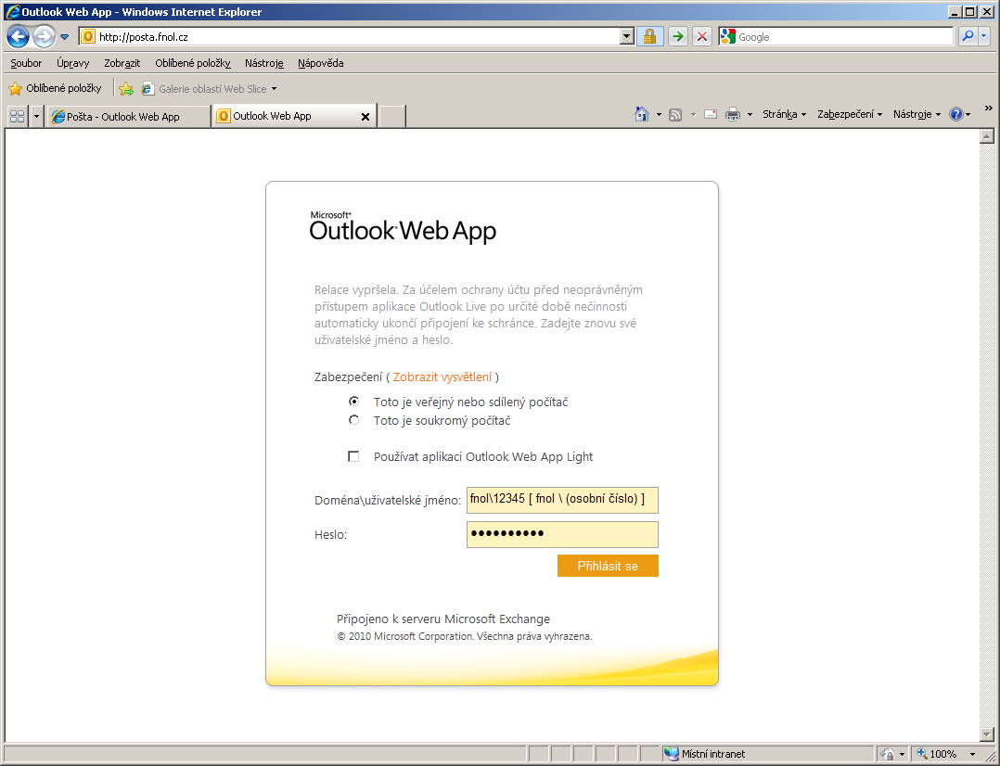 Outlook Web App - Windows Internet Explorer
http://posta.fnol.cz
Google
Soubor Úpravy Zobrazit Oblíbené položky Nástroje Nápověda
Oblíbené položky Galerie oblastí Web Slice
Pošta - Outlook Web App Outlook Web App Stránka Zabezpečení Nástroje
Microsoft®
Outlook Web App
Relace vypršela. Za účelem ochrany účtu před neoprávněným
přístupem aplikace Outlook Live po určité době nečinnosti
automaticky ukončí připojení ke schránce. Zadejte znovu své
uživatelské jméno a heslo.
Zabezpečení ( Zobrazit vysvětlení )
Toto je veřejný nebo sdílený počítač
Toto je soukromý počítač
Používat aplikaci Outlook Web App Light
Doména\uživatelské jméno: fnol\12345 [ fnol \ (osobní číslo) ]
Heslo: ••••••••••
Přihlásit se
Připojeno k serveru Microsoft Exchange
© 2010 Microsoft Corporation. Všechna práva vyhrazena.
Místní intranet 100%